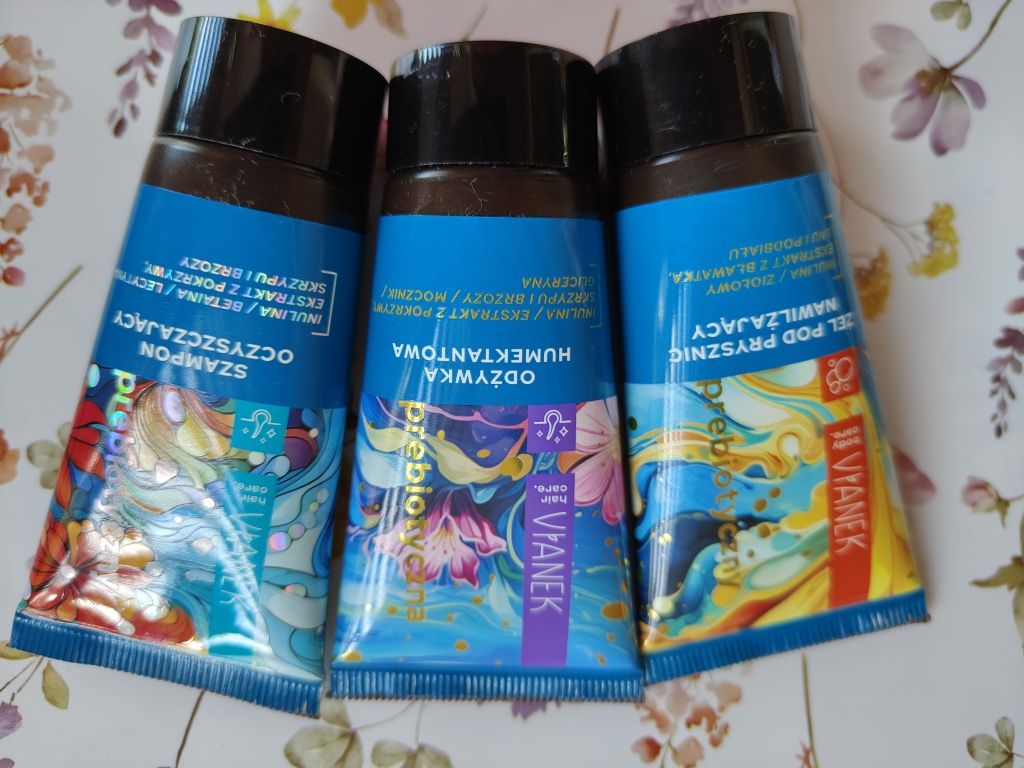 SZAMPON
OCZYSZCZAJĄCY
INULINA / BETAINA / LECYTYNA
EKSTRAKT Z POKRZYWY,
SKRZYPU I BRZOZY
hair
care.
VIANEK
ODŻYWKA
HUMEKTANTOWA
INULINA / EKSTRAKT Z POKRZYWY,
SKRZYPU I BRZOZY / MOCZNIK /
GLICERYNA
prebiotyczna
hair
care.
VIANEK
ŻEL POD PRYSZNIC
NAWILŻAJĄCY
INULINA / ZIOŁOWY
EKSTRAKT Z BŁAWATKA,
LNU I PODBIAŁU
prebiotyczny
body
care.
VIANEK